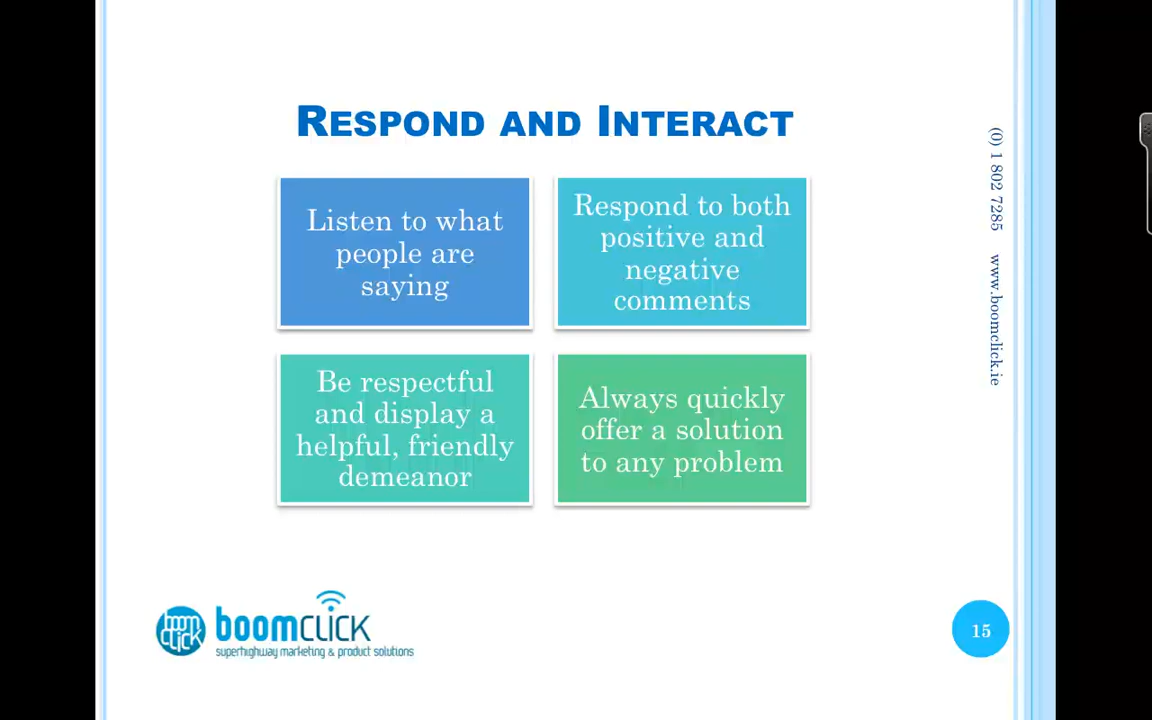 RESPOND AND INTERACT
Listen to what
people are
saying
Respond to both
positive and
negative
comments
Be respectful
and display a
helpful, friendly
demeanor
Always quickly
offer a solution
to any problem
(0) 1 802 7285 www.boomclick.ie
boom
click
boomclick
superhighway marketing & product solutions
15